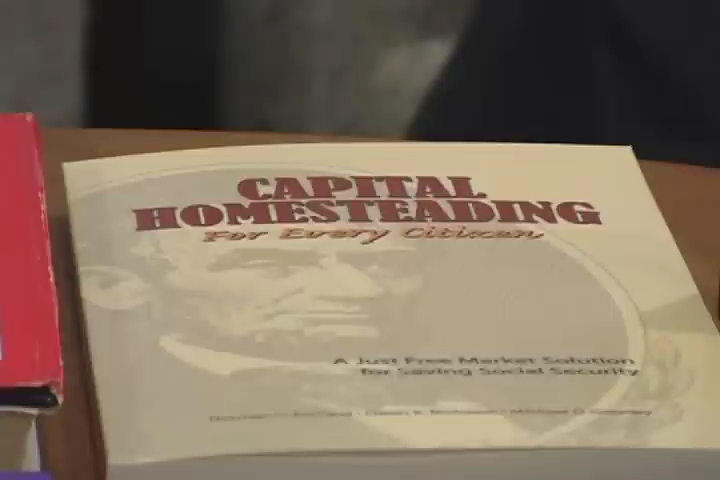 CAPITAL
HOMESTEADING
For Every Citizen
A Just Free Market Solution
for Saving Social Security